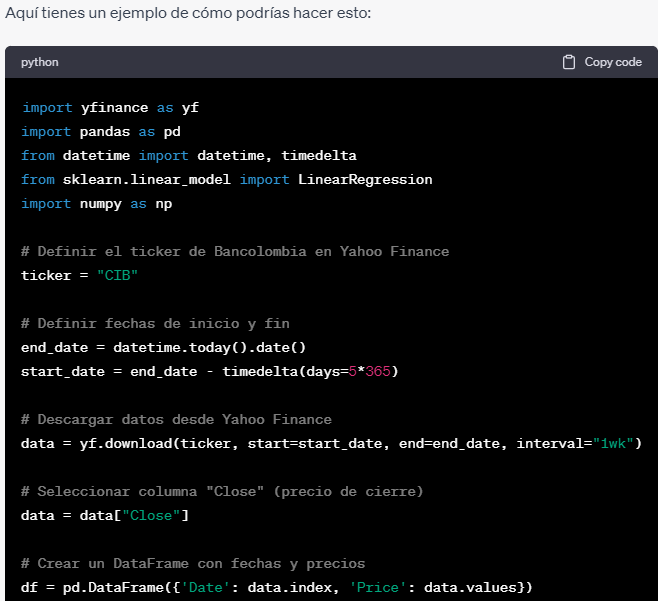 Aquí tienes un ejemplo de cómo podrías hacer esto:
python
Copy code
import yfinance as yf
import pandas as pd
from datetime import datetime, timedelta
from sklearn.linear_model import LinearRegression
import numpy as np
# Definir el ticker de Bancolombia en Yahoo Finance
ticker = "CIB"
# Definir fechas de inicio y fin
end_date = datetime.today().date()
start_date = end_date - timedelta(days=5*365)
# Descargar datos desde Yahoo Finance
data = yf.download(ticker, start=start_date, end=end_date, interval="1wk")
# Seleccionar columna "Close" (precio de cierre)
data = data["Close"]
# Crear un DataFrame con fechas y precios
df = pd.DataFrame({'Date': data.index, 'Price': data.values})